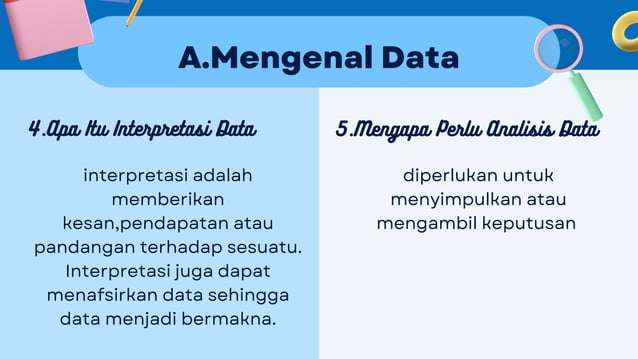 A.Mengenal Data
4.Apa Itu Interpretasi Data
interpretasi adalah
memberikan
kesan,pendapatan atau
pandangan terhadap sesuatu.
Interpretasi juga dapat
menafsirkan data sehingga
data menjadi bermakna.
5.Mengapa Perlu Analisis Data
diperlukan untuk
menyimpulkan atau
mengambil keputusan